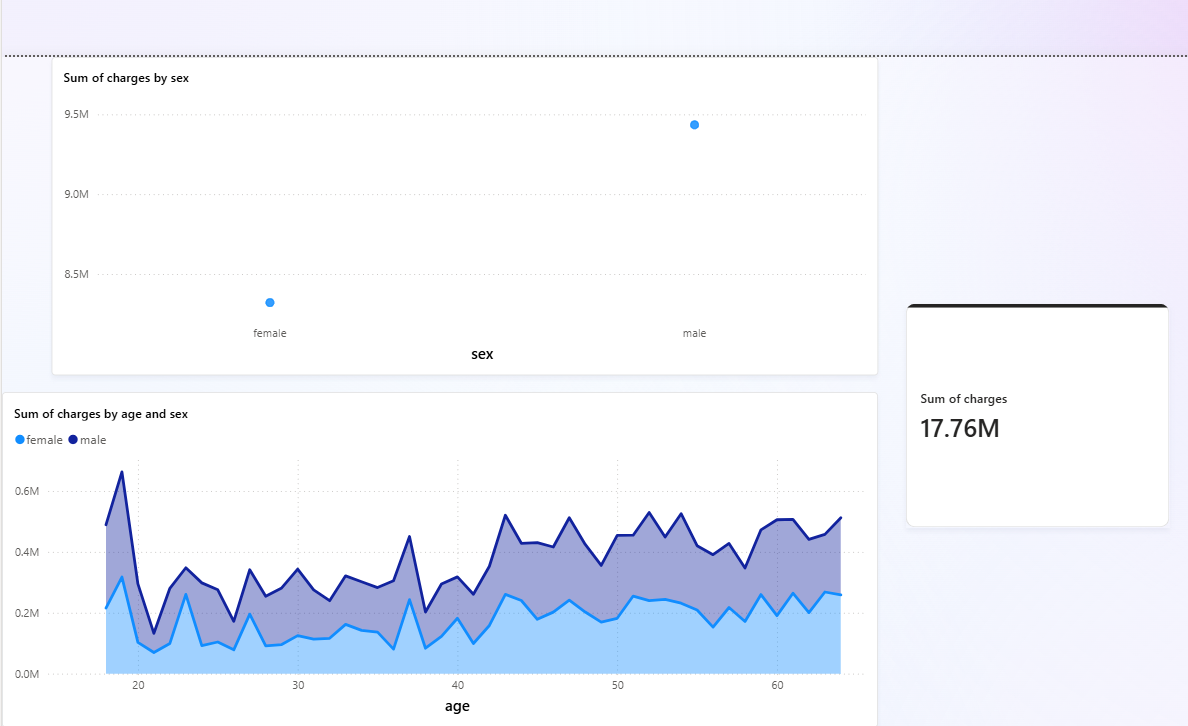 Sum of charges by sex
9.5M
9.0M
8.5M
female male
sex
Sum of charges
17.76M
Sum of charges by age and sex
female male
0.6M
0.4M
0.2M
0.0M
20 30 40 50 60
age